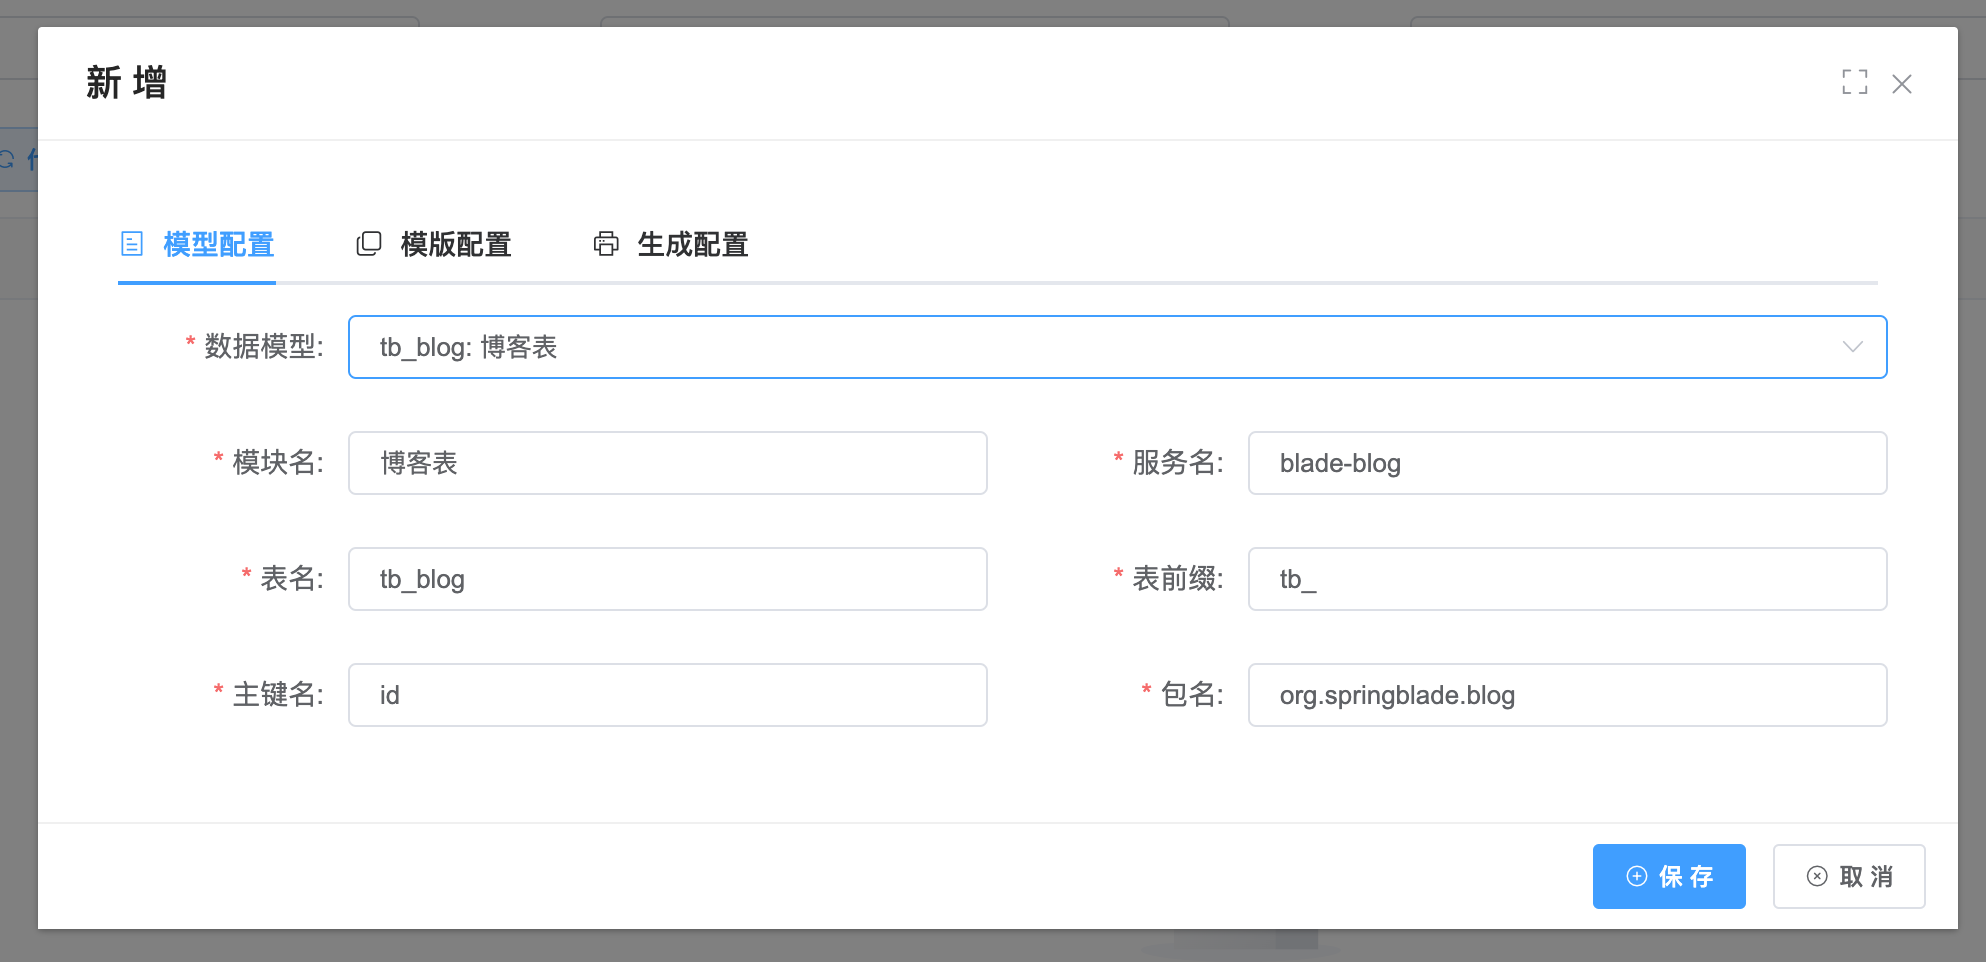 新 增
模型配置 模版配置 生成配置
* 数据模型: tb_blog: 博客表
* 模块名: 博客表 * 服务名: blade-blog
* 表名: tb_blog * 表前缀: tb_
* 主键名: id * 包名: org.springblade.blog
保 存 取 消